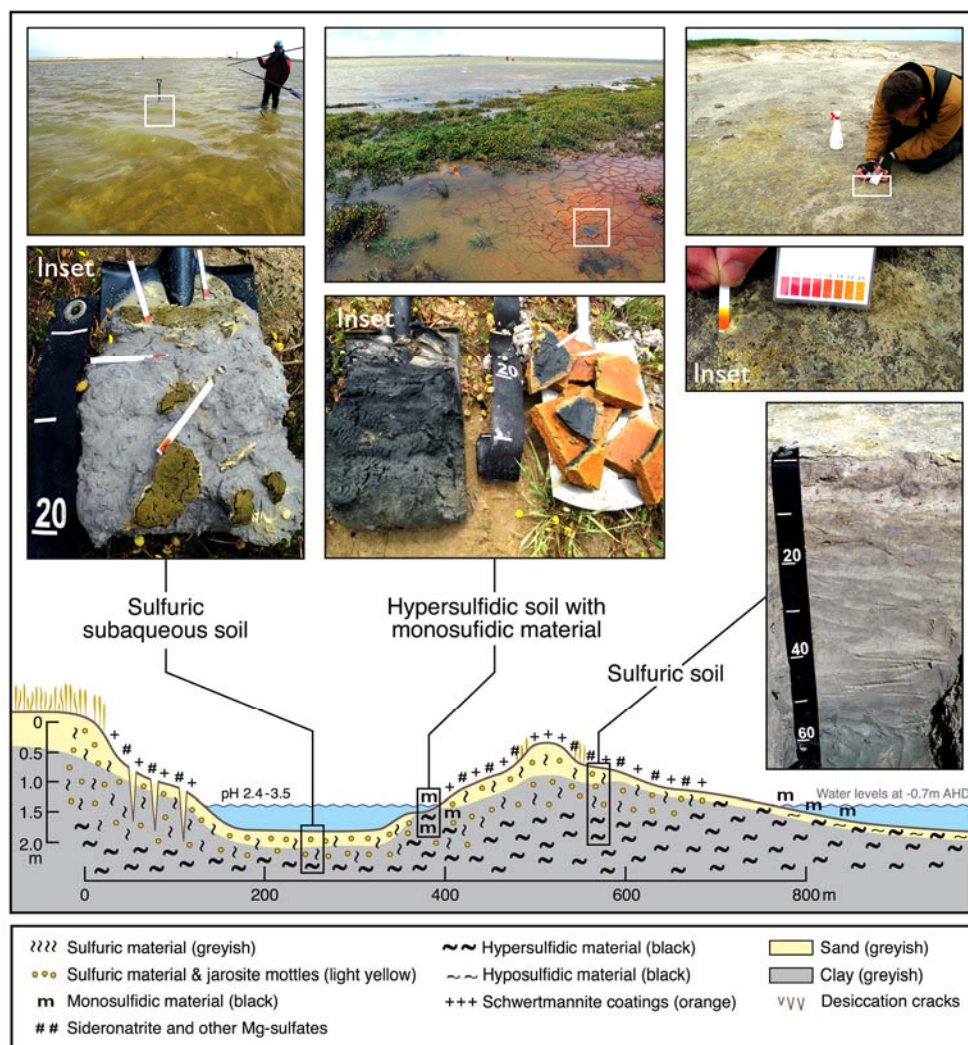 Inset
20
Inset
20
Inset
20
40
60
Sulfuric
subaqueous soil
Hypersulfidic soil with
monosufidic material
Sulfuric soil
0
0.5
1.0
1.5
2.0
m
pH 2.4-3.5
m
m
Water levels at -0.7m AHD
m
m
m
0 200 400 600 800 m
Sulfuric material (greyish)
Sulfuric material & jarosite mottles (light yellow)
m Monosulfidic material (black)
## Sideronatrite and other Mg-sulfates
Hypersulfidic material (black)
Hyposulfidic material (black)
+++ Schwertmannite coatings (orange)
Sand (greyish)
Clay (greyish)
Desiccation cracks